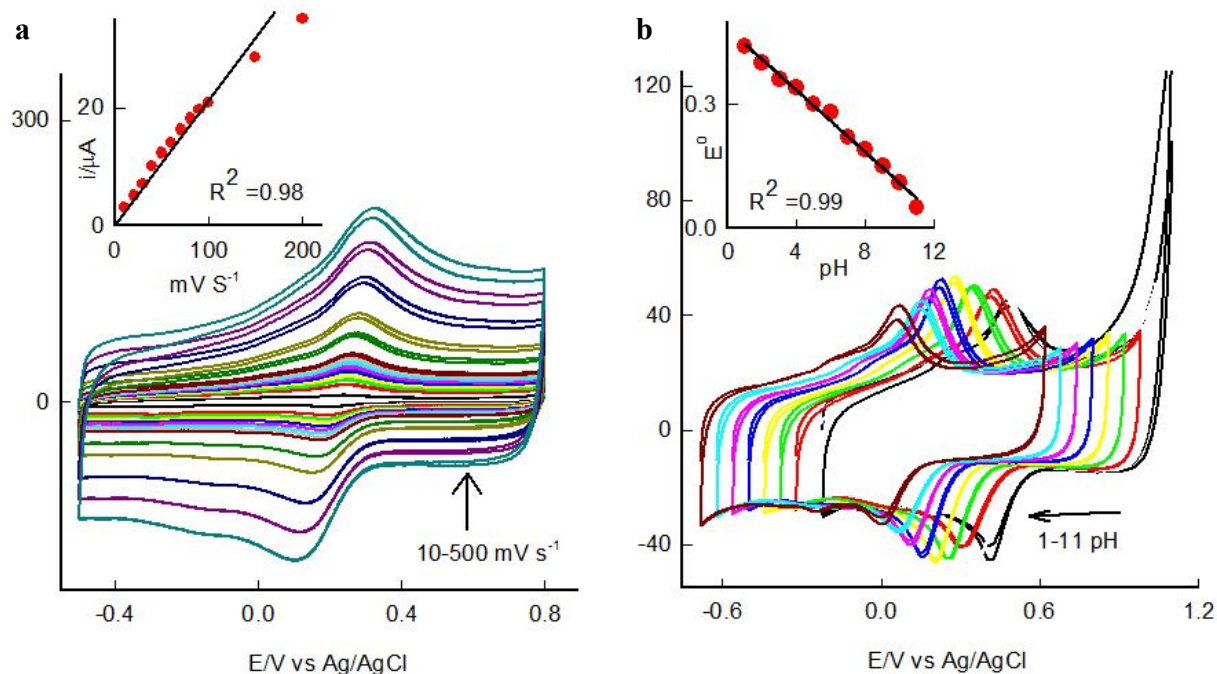 a
i/μA
20
0
R² =0.98
0
100
200
mV S⁻¹
300
0
10-500 mV s⁻¹
-0.4
0.0
0.4
0.8
E/V vs Ag/AgCl
b
E⁰
0.3
0.0
R² =0.99
0
4
8
12
pH
120
80
40
0
-40
1-11 pH
-0.6
0.0
0.6
1.2
E/V vs Ag/AgCl